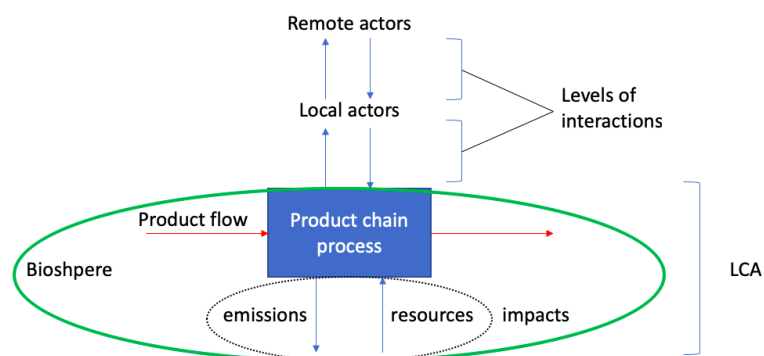 Remote actors
Local actors
Levels of
interactions
Product flow
Product chain
process
Bioshpere
LCA
emissions
resources
impacts